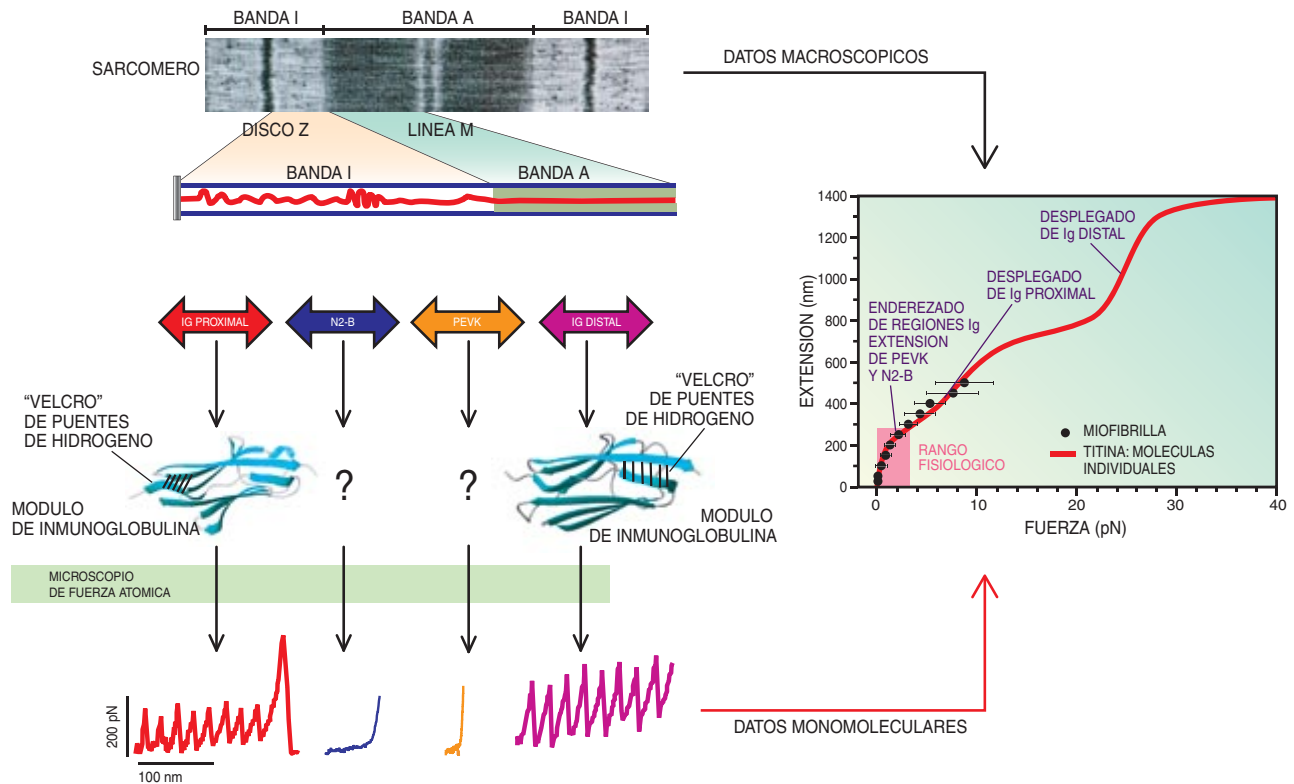 BANDA I
BANDA A
BANDA I
SARCOMERO
DATOS MACROSCOPICOS
DISCO Z
LINEA M
BANDA I
BANDA A
IG PROXIMAL
N2-B
PEVK
IG DISTAL
"VELCRO"
DE PUENTES
DE HIDROGENO
"VELCRO"
DE PUENTES
DE HIDROGENO
?
?
MODULO
DE INMUNOGLOBULINA
MODULO
DE INMUNOGLOBULINA
MICROSCOPIO
DE FUERZA ATOMICA
200 pN
100 nm
DATOS MONOMOLECULARES
EXTENSION (nm)
1400
1200
1000
800
600
400
200
0
DESPLEGADO
DE Ig DISTAL
DESPLEGADO
DE Ig PROXIMAL
ENDEREZADO
DE REGIONES Ig
EXTENSION
DE PEVK
Y N2-B
RANGO
FISIOLOGICO
MIOFIBRILLA
TITINA: MOLECULAS
INDIVIDUALES
0
10
20
30
40
FUERZA (pN)